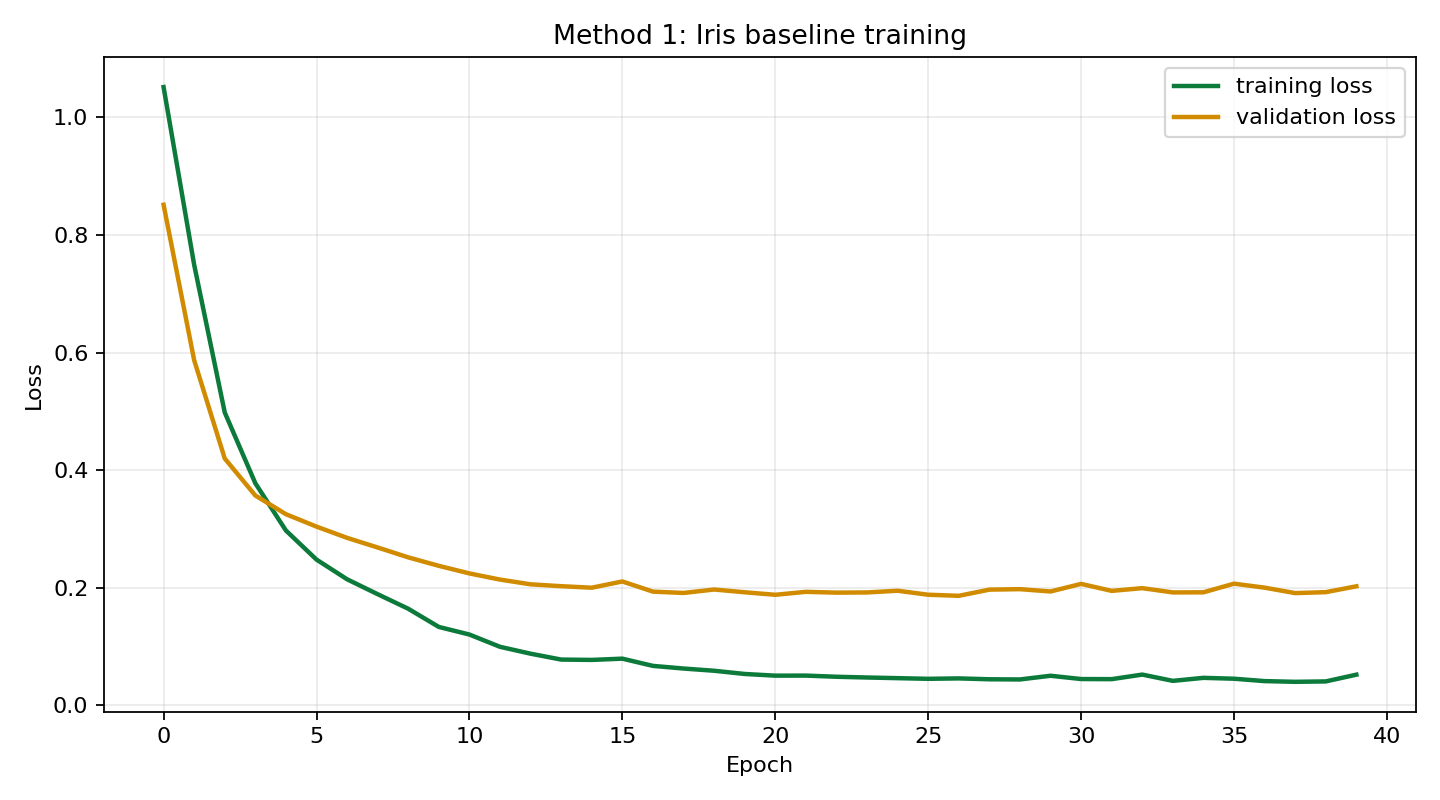 Method 1: Iris baseline training
training loss
validation loss
1.0
0.8
0.6
0.4
0.2
0.0
Loss
0 5 10 15 20 25 30 35 40
Epoch